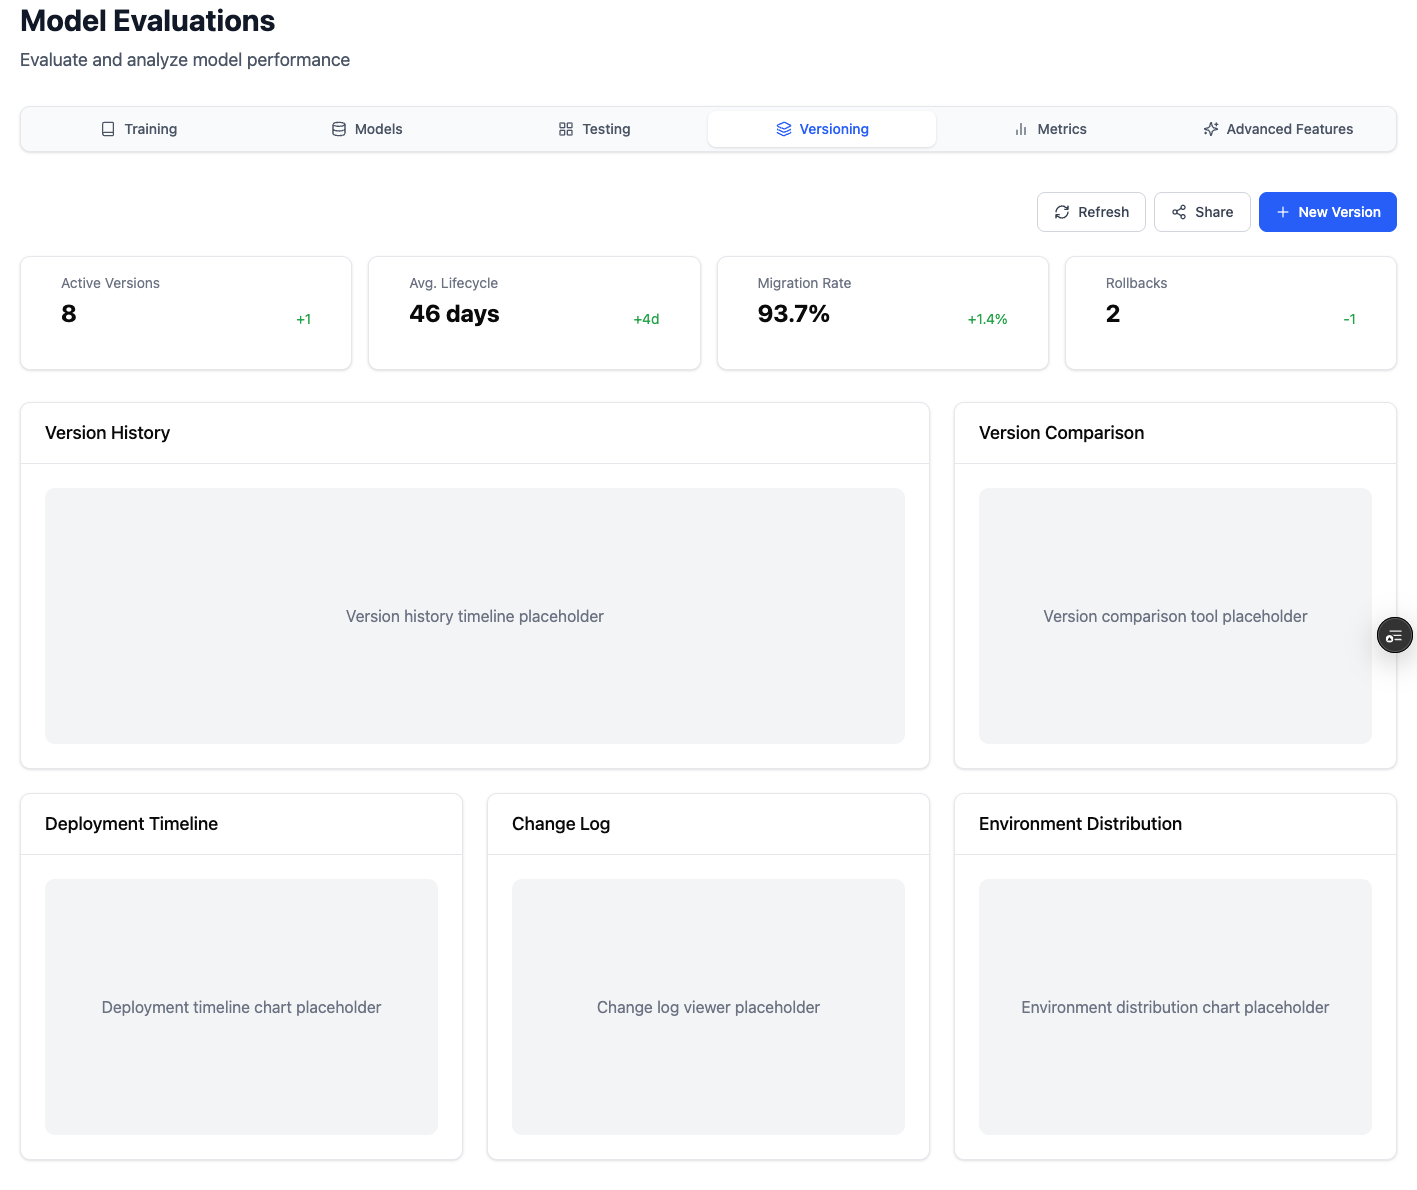 Model Evaluations
Evaluate and analyze model performance
Training
Models
Testing
Versioning
Metrics
Advanced Features
Refresh
Share
New Version
Active Versions
8
+1
Avg. Lifecycle
46 days
+4d
Migration Rate
93.7%
+1.4%
Rollbacks
2
-1
Version History
Version history timeline placeholder
Version Comparison
Version comparison tool placeholder
Deployment Timeline
Deployment timeline chart placeholder
Change Log
Change log viewer placeholder
Environment Distribution
Environment distribution chart placeholder